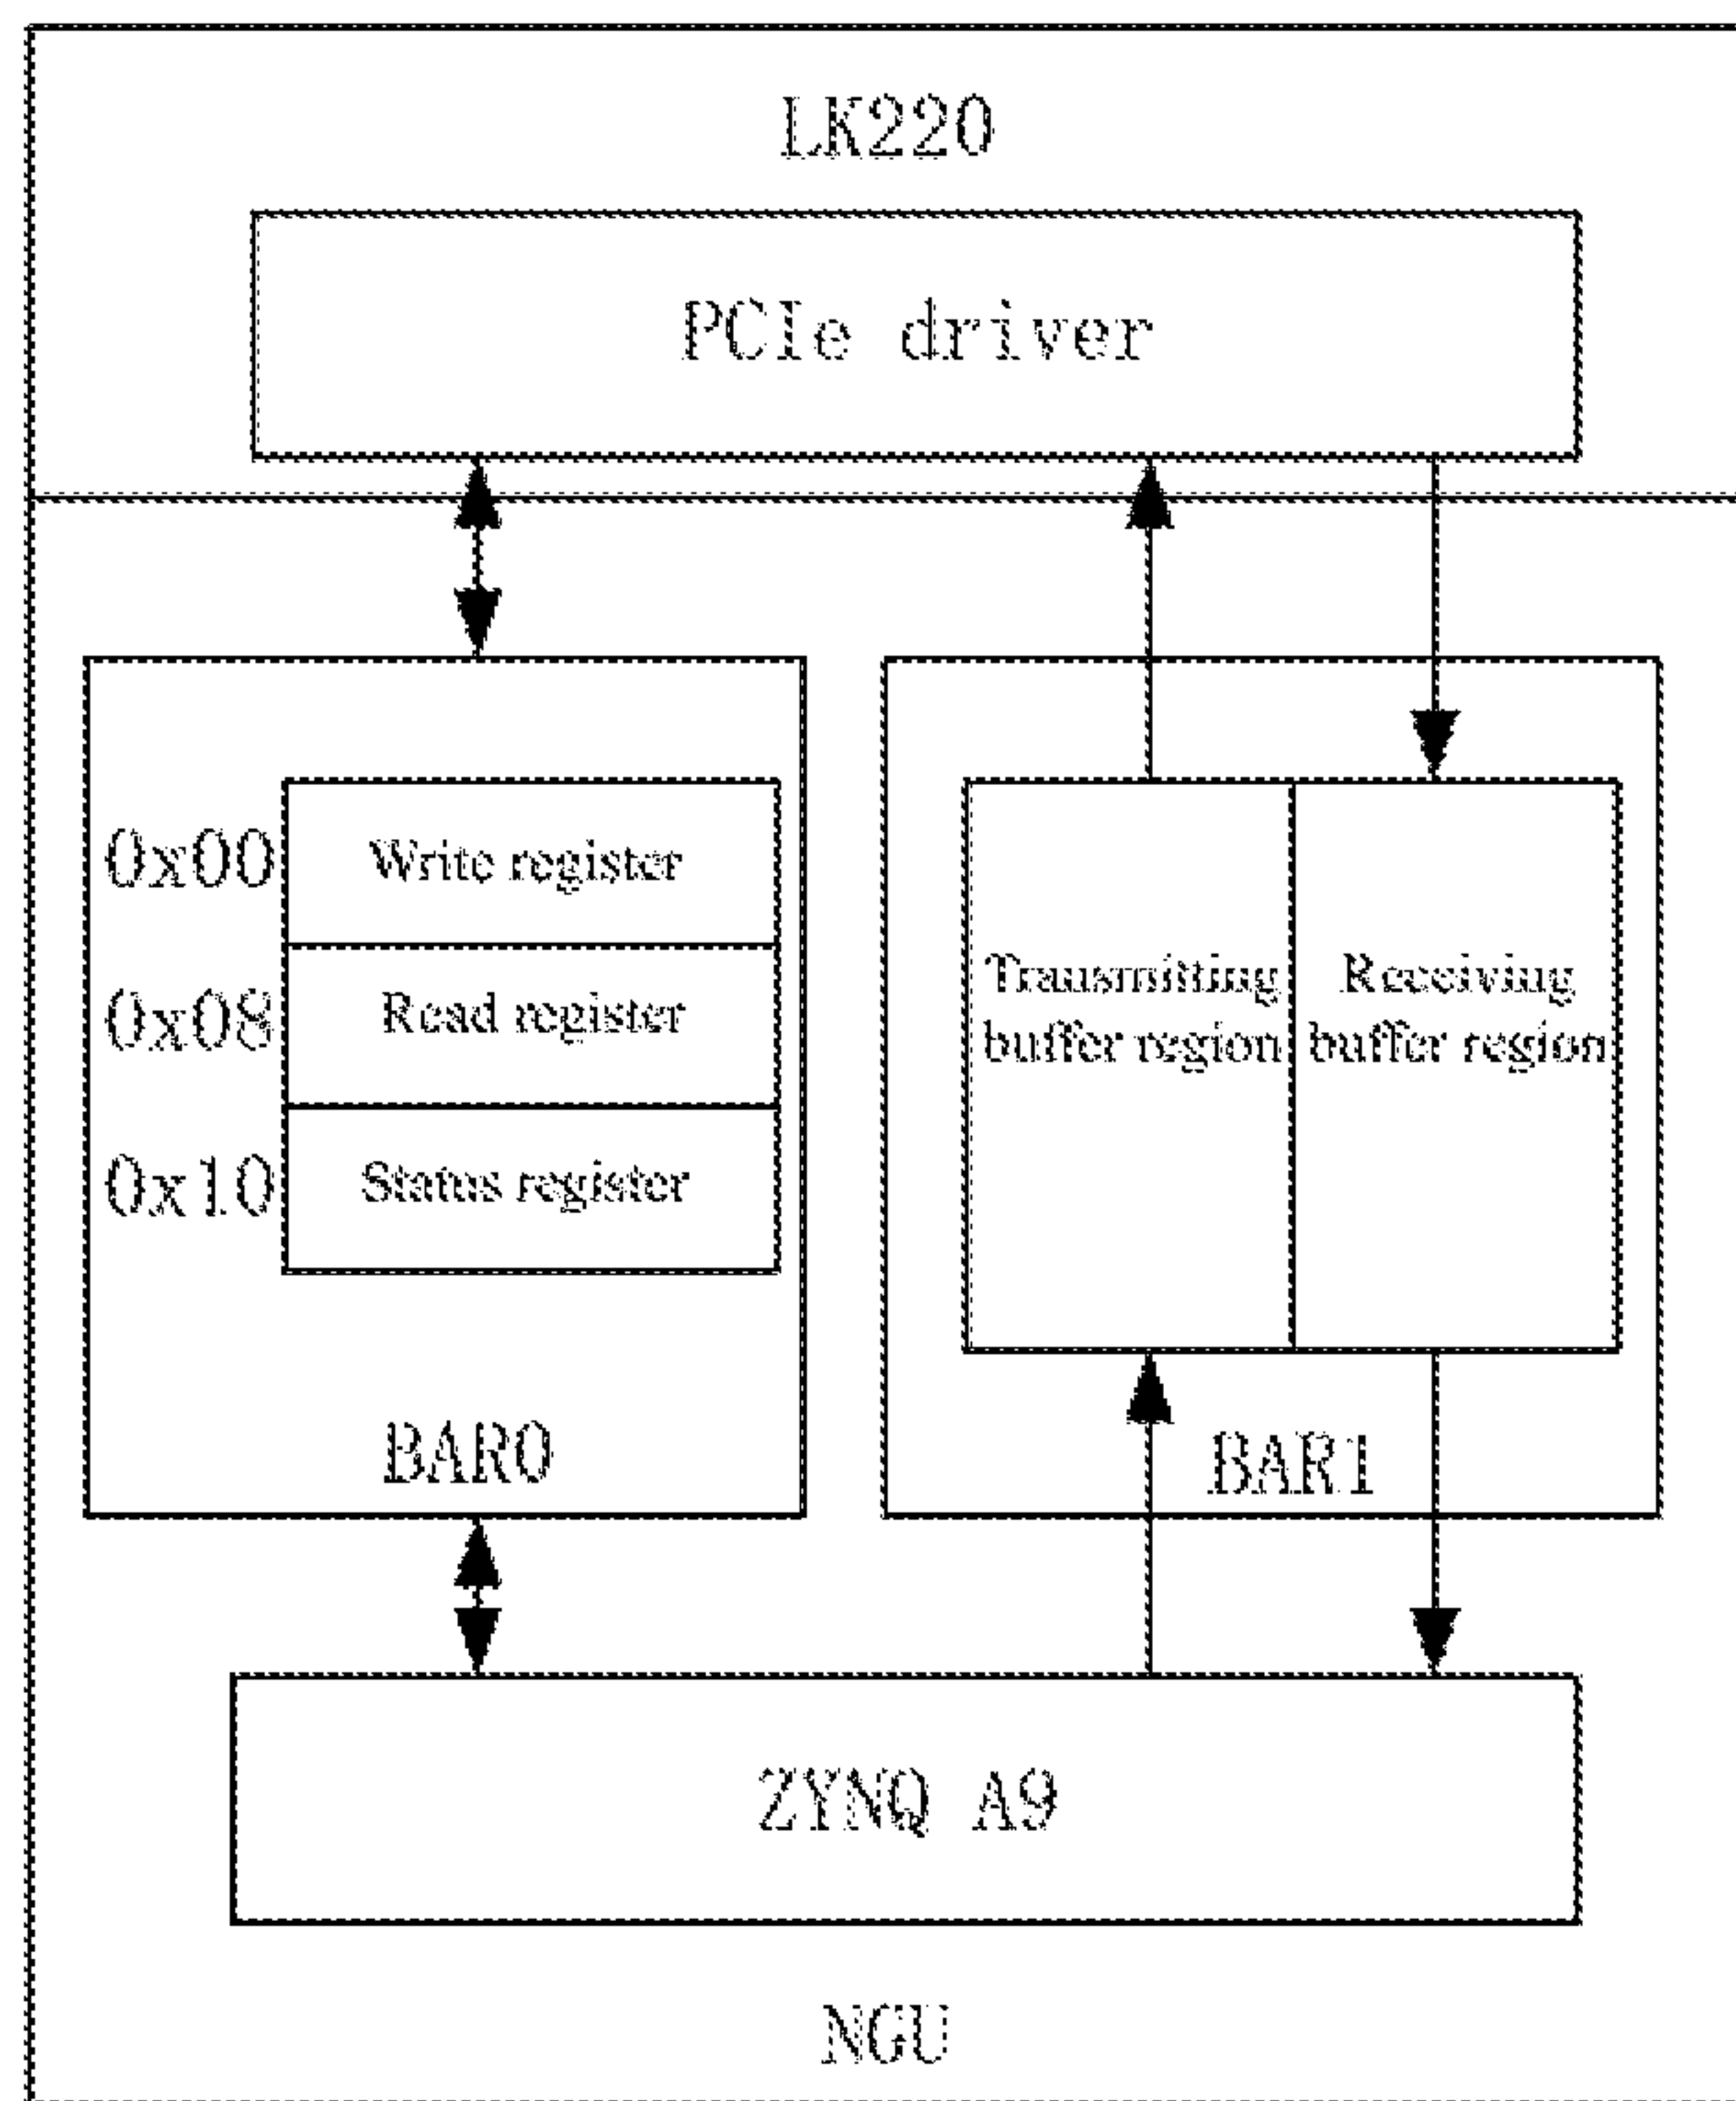 LK220
PCIe driver
0x00 Write register
0x08 Read register
0x10 Status register
BAR0
Transmitting
buffer region
Receiving
buffer region
BAR1
ZYNQ A9
NGU